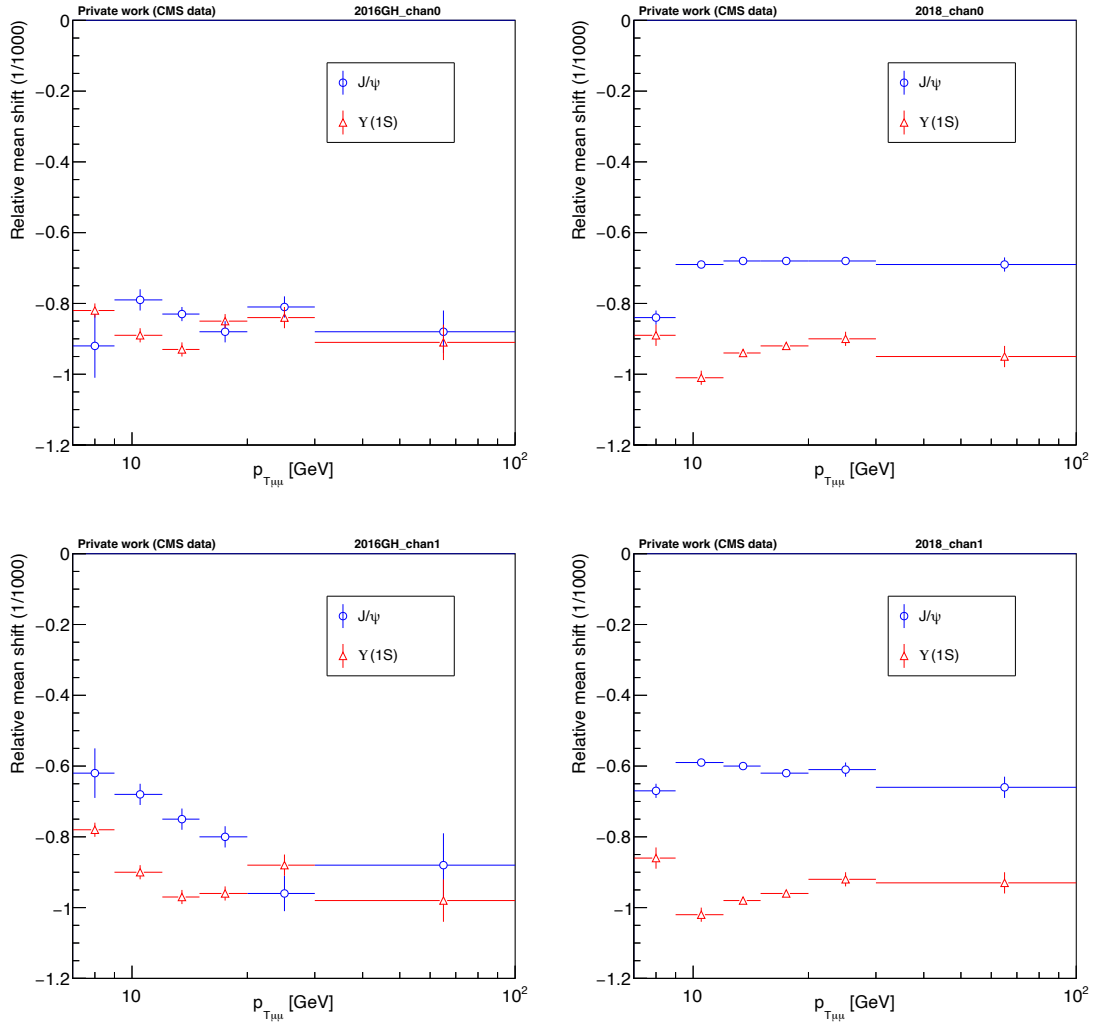 Private work (CMS data) 2016GH_chan0
Relative mean shift (1/1000)
0
−0.2
−0.4
−0.6
−0.8
−1
−1.2
J/ψ
Υ(1S)
10
10²
p_Tμμ [GeV]
Private work (CMS data) 2018_chan0
Relative mean shift (1/1000)
0
−0.2
−0.4
−0.6
−0.8
−1
−1.2
J/ψ
Υ(1S)
10
10²
p_Tμμ [GeV]
Private work (CMS data) 2016GH_chan1
Relative mean shift (1/1000)
0
−0.2
−0.4
−0.6
−0.8
−1
−1.2
J/ψ
Υ(1S)
10
10²
p_Tμμ [GeV]
Private work (CMS data) 2018_chan1
Relative mean shift (1/1000)
0
−0.2
−0.4
−0.6
−0.8
−1
−1.2
J/ψ
Υ(1S)
10
10²
p_Tμμ [GeV]